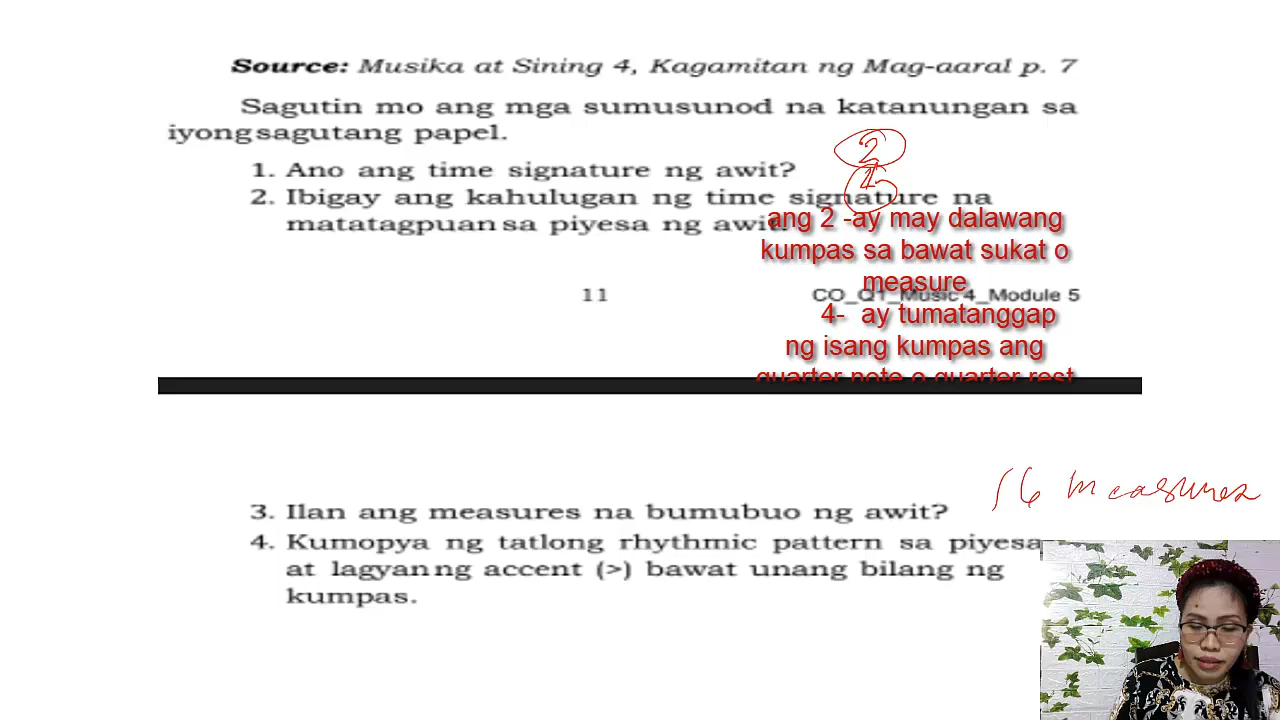 Source: Musika at Sining 4, Kagamitan ng Mag-aaral p. 7
Sagutin mo ang mga sumusunod na katanungan sa
iyong sagutang papel.
1. Ano ang time signature ng awit?
2
4
2. Ibigay ang kahulugan ng time signature na
matatagpuan sa piyesa ng awit.
ang 2 -ay may dalawang
kumpas sa bawat sukat o
measure
4- ay tumatanggap
ng isang kumpas ang
quarter note o quarter rest
11
CO_Q1_Music 4_Module 5
16 measures
3. Ilan ang measures na bumubuo ng awit?
4. Kumopya ng tatlong rhythmic pattern sa piyesa
at lagyan ng accent (>) bawat unang bilang ng
kumpas.